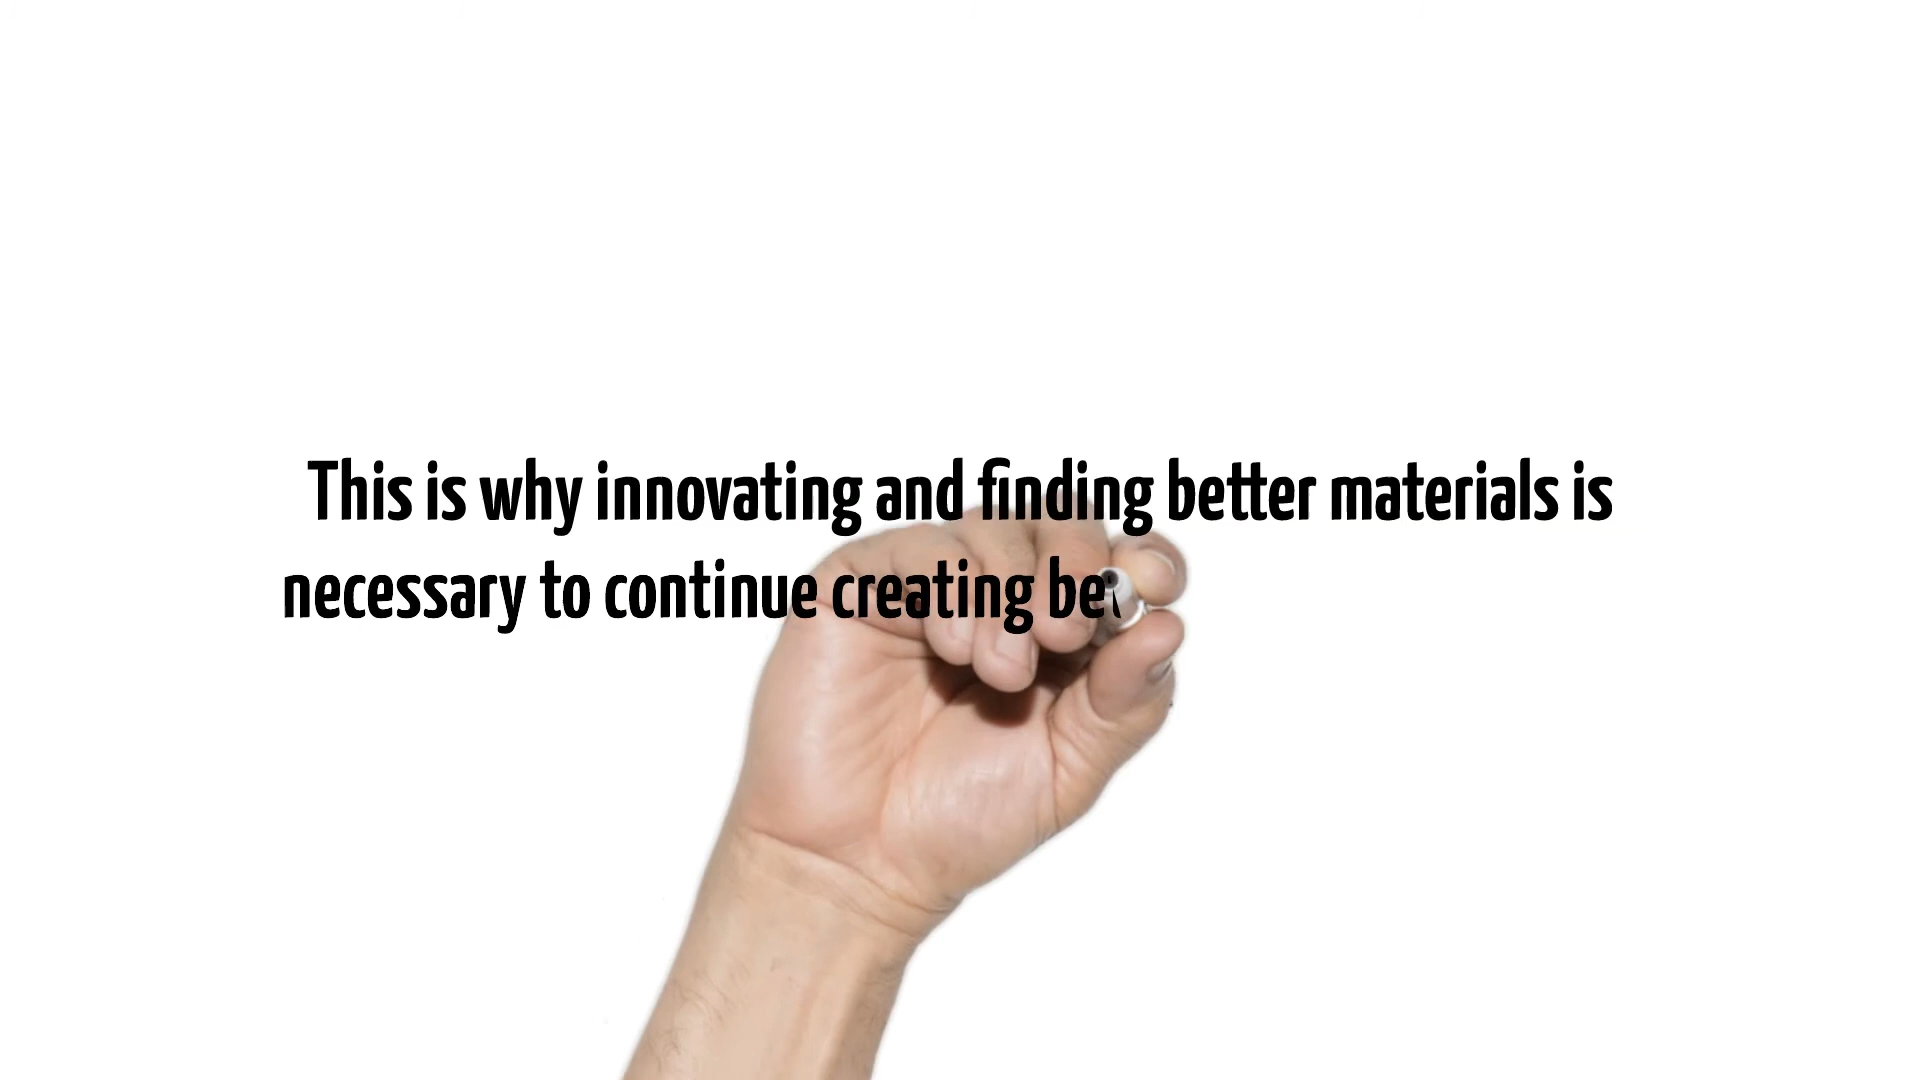 This is why innovating and finding better materials is
necessary to continue creating be